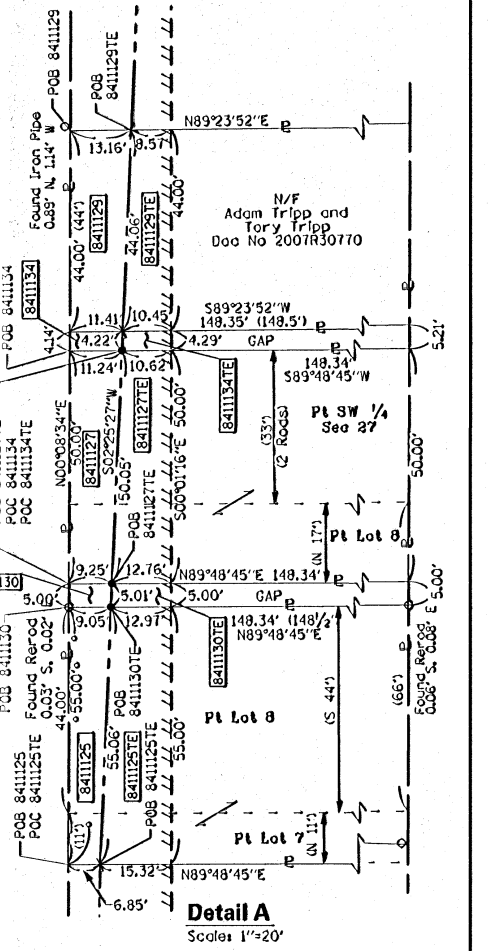 POB 8411129
POB
8411129TE
Found Iron Pipe
0.89' N, 1.14' W
N89°23'52"E
13.16'
8.57'
(44')
44.00'
8411129
44.06'
8411129TE
44.00'
N/F
Adam Tripp and
Tory Tripp
Doc No 2007R30770
POB 8411134
8411134
4.14'
11.41'
10.45
S89°23'52"W
148.35' (148.5')
4.22'
4.29'
GAP
5.21'
11.24'
10.62'
148.34'
S89°48'45"W
8411134TE
POC 8411134
POC 8411134TE
N00°08'34"E
50.00'
8411127
S02°25'27"W
50.05'
8411127TE
POB
8411127TE
S00°01'16"E
50.00'
(33')
(2 Rods)
Pt SW 1/4
Sec 27
50.00'
(N 17')
Pt Lot 8
9.25'
12.76'
N89°48'45"E 148.34'
130
5.00'
5.01'
5.00'
GAP
5.00'
9.05'
12.97'
148.34' (148 1/2'
N89°48'45"E
8411130TE
POB 8411130
Found Rerod
0.03' S, 0.02'
44.00'
55.00'
POB
8411130TE
Pt Lot 8
(S 44')
(66')
Found Rerod
0.06' S, 0.08' E
POB 8411125
POC 8411125TE
8411125
55.06'
8411125TE
POB 8411125TE
55.00'
(11')
Pt Lot 7
(N 11')
15.32'
N89°48'45"E
6.85'
Detail A
Scale: 1"=20'